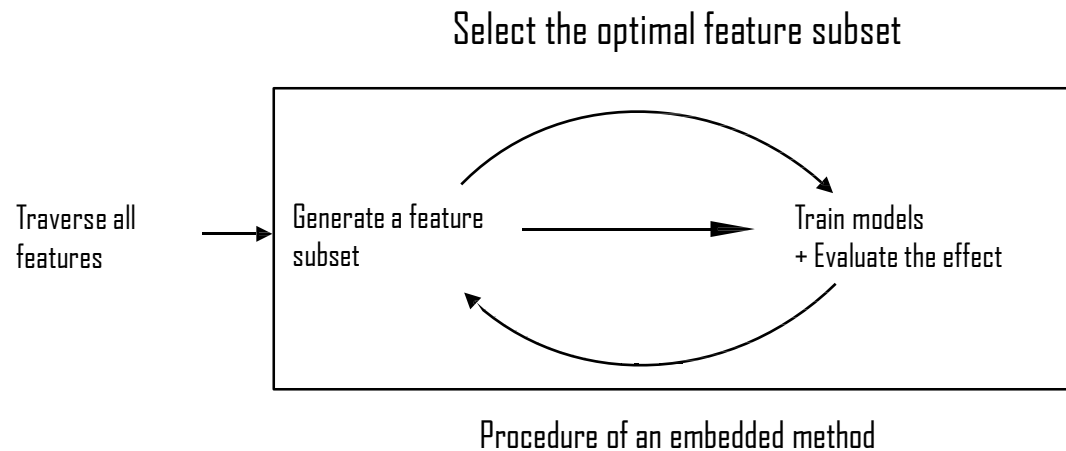 Select the optimal feature subset
Traverse all
features
Generate a feature
subset
Train models
+ Evaluate the effect
Procedure of an embedded method